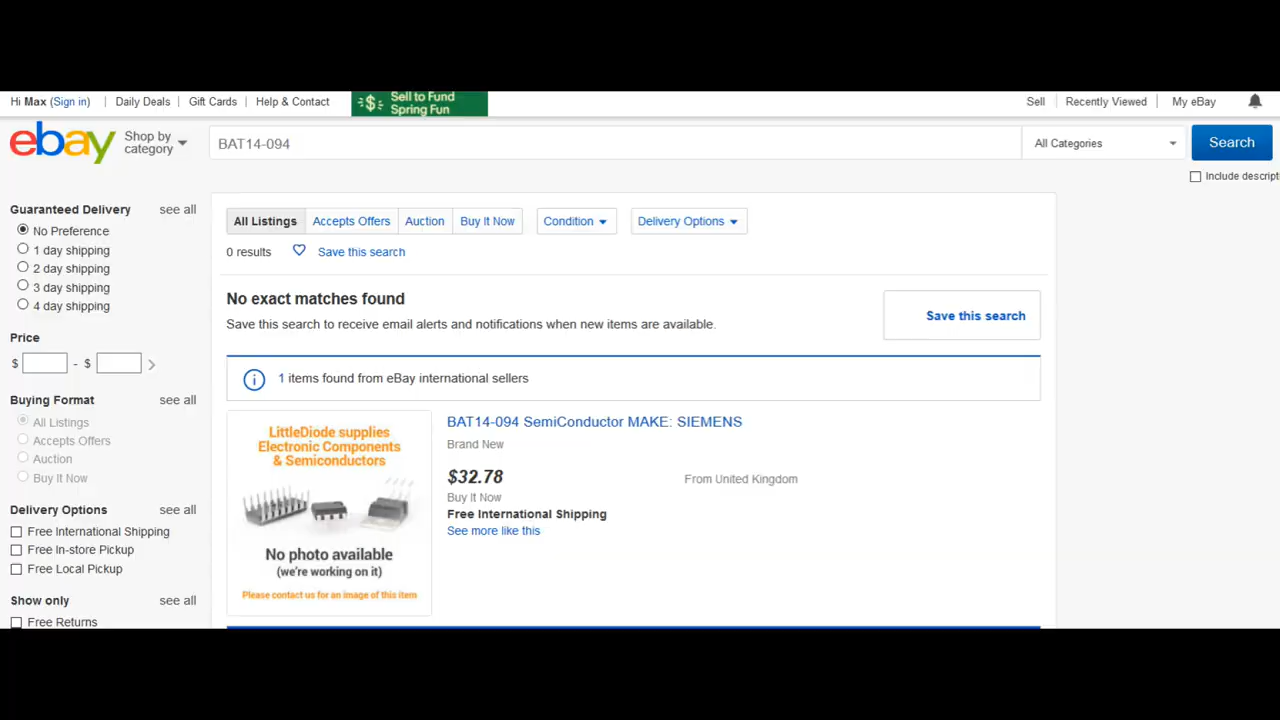 Hi Max (Sign in) | Daily Deals | Gift Cards | Help & Contact
Sell to Fund
Spring Fun
Sell | Recently Viewed | My eBay
ebay
Shop by
category
BAT14-094
All Categories
Search
Include descript
Guaranteed Delivery see all
No Preference
1 day shipping
2 day shipping
3 day shipping
4 day shipping
Price
$ - $
Buying Format see all
All Listings
Accepts Offers
Auction
Buy It Now
Delivery Options see all
Free International Shipping
Free In-store Pickup
Free Local Pickup
Show only see all
Free Returns
All Listings Accepts Offers Auction Buy It Now Condition Delivery Options
0 results Save this search
No exact matches found
Save this search to receive email alerts and notifications when new items are available.
Save this search
1 items found from eBay international sellers
LittleDiode supplies
Electronic Components
& Semiconductors
No photo available
(we're working on it)
Please contact us for an image of this item
BAT14-094 SemiConductor MAKE: SIEMENS
Brand New
$32.78
From United Kingdom
Buy It Now
Free International Shipping
See more like this